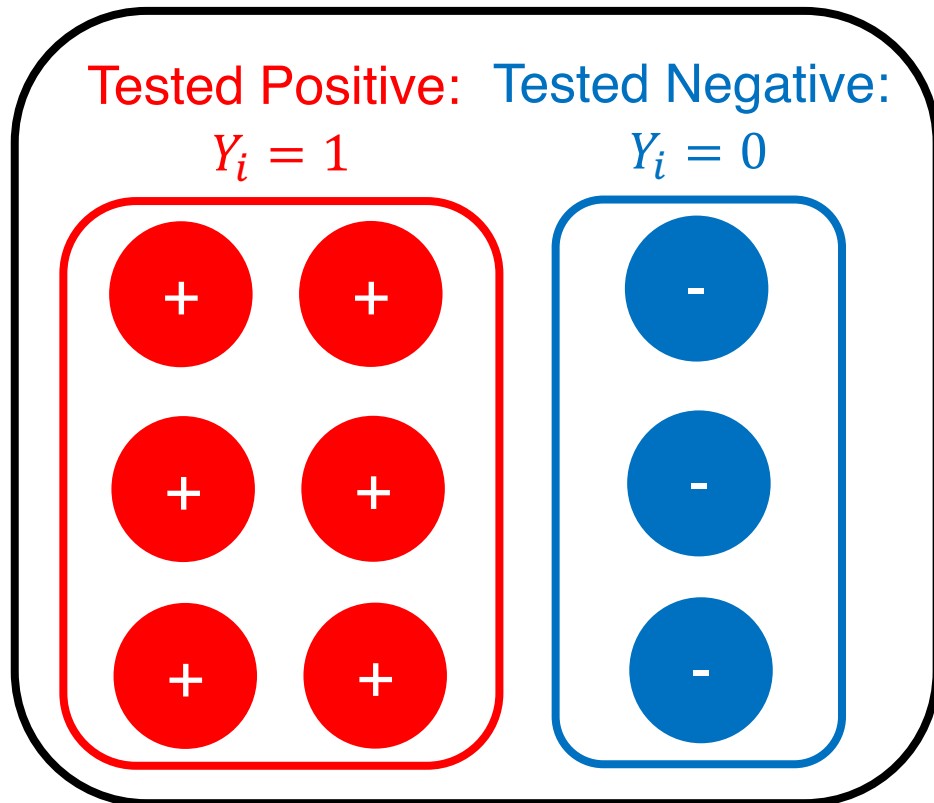 Tested Positive: Tested Negative:
Y_i = 1 Y_i = 0
+ + -
+ + -
+ + -